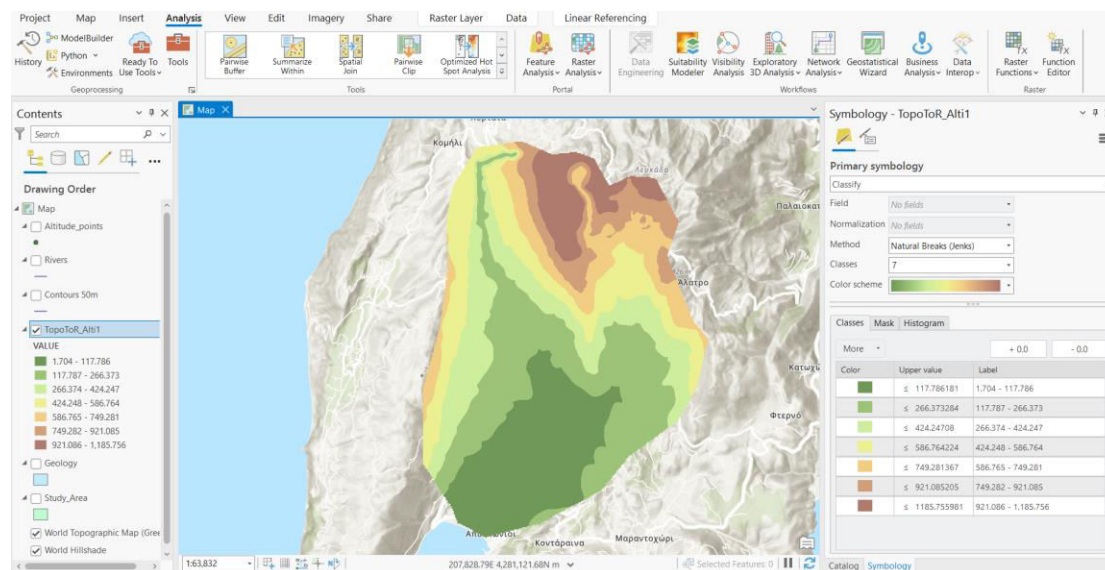 Project Map Insert Analysis View Edit Imagery Share Raster Layer Data Linear Referencing
History
ModelBuilder
Python
Environments
Ready To Use Tools
Tools
Geoprocessing
Pairwise Buffer
Summarize Within
Spatial Join
Pairwise Clip
Optimized Hot Spot Analysis
Tools
Feature Analysis
Raster Analysis
Portal
Data Engineering
Suitability Modeler
Visibility Analysis
Exploratory 3D Analysis
Network Analysis
Geostatistical Wizard
Business Analysis
Data Interop
Workflows
Raster Functions
Function Editor
Raster
Contents
Search
Drawing Order
Map
Altitude_points
Rivers
Contours 50m
TopoToR_Alti1
VALUE
1.704 - 117.786
117.787 - 266.373
266.374 - 424.247
424.248 - 586.764
586.765 - 749.281
749.282 - 921.085
921.086 - 1,185.756
Geology
Study_Area
World Topographic Map (Gree
World Hillshade
Map
Κομήλι
Λευκάδα
Παλαιοκατ
Άλατρο
Κατωχώ
Φτερνό
Μαραντοχώρι
Κοντάραινα
1:63,832
207,828.79E 4,281,121.68N m
Selected Features: 0
Symbology - TopoToR_Alti1
Primary symbology
Classify
Field No fields
Normalization No fields
Method Natural Breaks (Jenks)
Classes 7
Color scheme
Classes Mask Histogram
More + 0.0 - 0.0
Color Upper value Label
≤ 117.786181 1.704 - 117.786
≤ 266.373284 117.787 - 266.373
≤ 424.24708 266.374 - 424.247
≤ 586.764224 424.248 - 586.764
≤ 749.281367 586.765 - 749.281
≤ 921.085205 749.282 - 921.085
≤ 1185.755981 921.086 - 1,185.756
Catalog Symbology